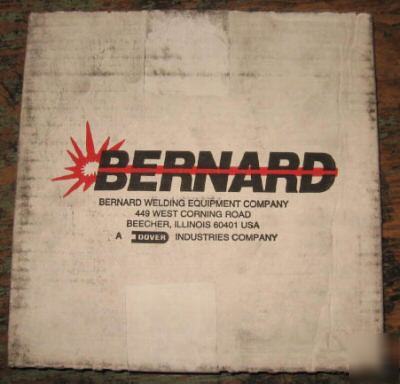 BERNARD
BERNARD WELDING EQUIPMENT COMPANY
449 WEST CORNING ROAD
BEECHER, ILLINOIS 60401 USA
A DOVER INDUSTRIES COMPANY